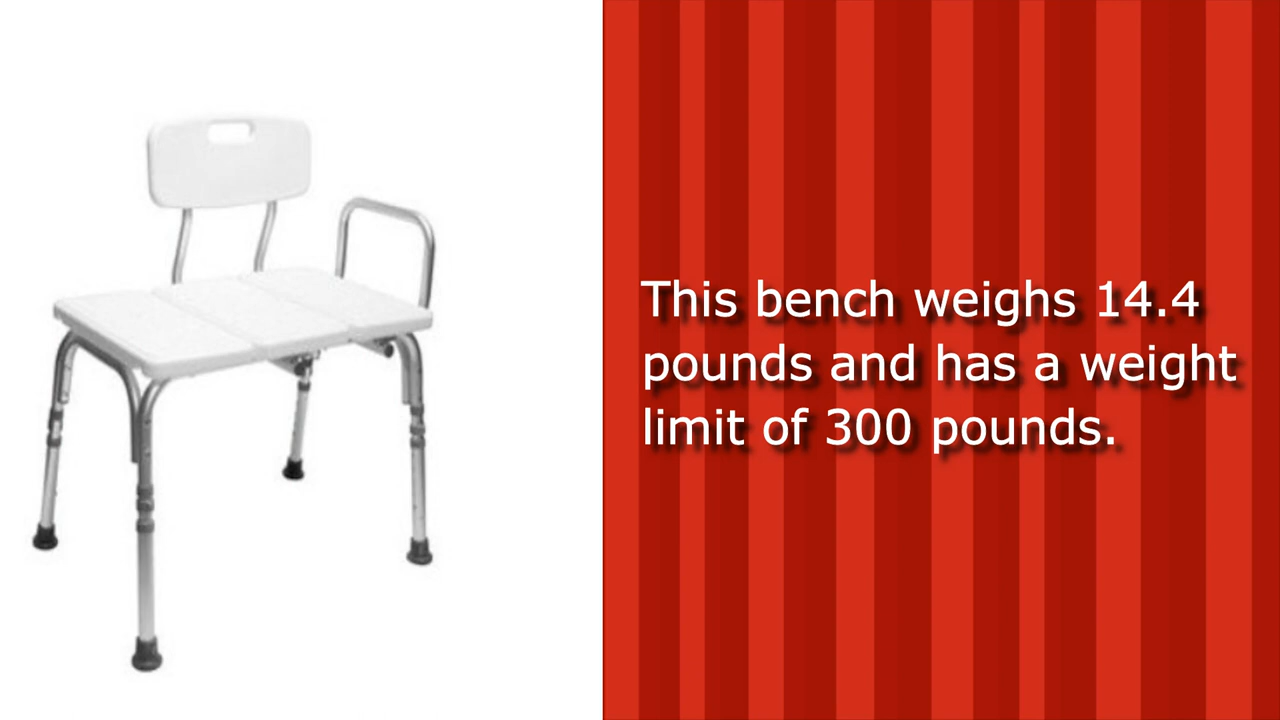 This bench weighs 14.4
pounds and has a weight
limit of 300 pounds.